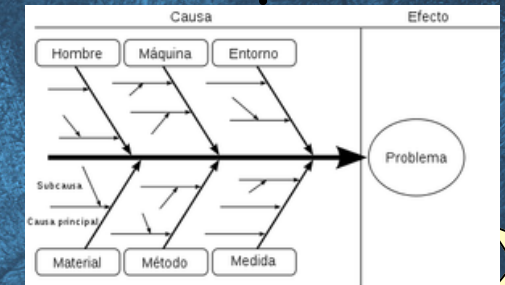 Causa
Efecto
Hombre
Máquina
Entorno
Problema
Subcausa
Causa principal
Material
Método
Medida